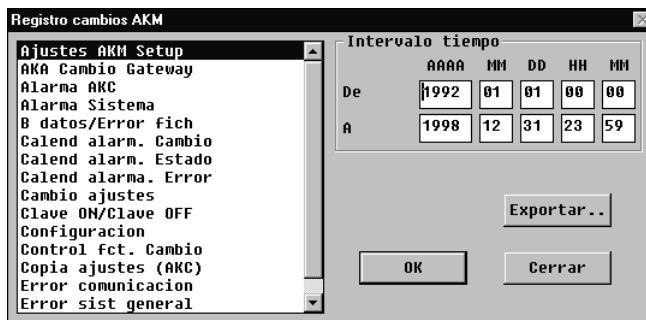 Registro cambios AKM
Ajustes AKM Setup
AKA Cambio Gateway
Alarma AKC
Alarma Sistema
B datos/Error fich
Calend alarm. Cambio
Calend alarm. Estado
Calend alarma. Error
Cambio ajustes
Clave ON/Clave OFF
Configuracion
Control fct. Cambio
Copia ajustes (AKC)
Error comunicacion
Error sist general
Intervalo tiempo
AAAA MM DD HH MM
De 1992 01 01 00 00
A 1998 12 31 23 59
Exportar..
OK Cerrar